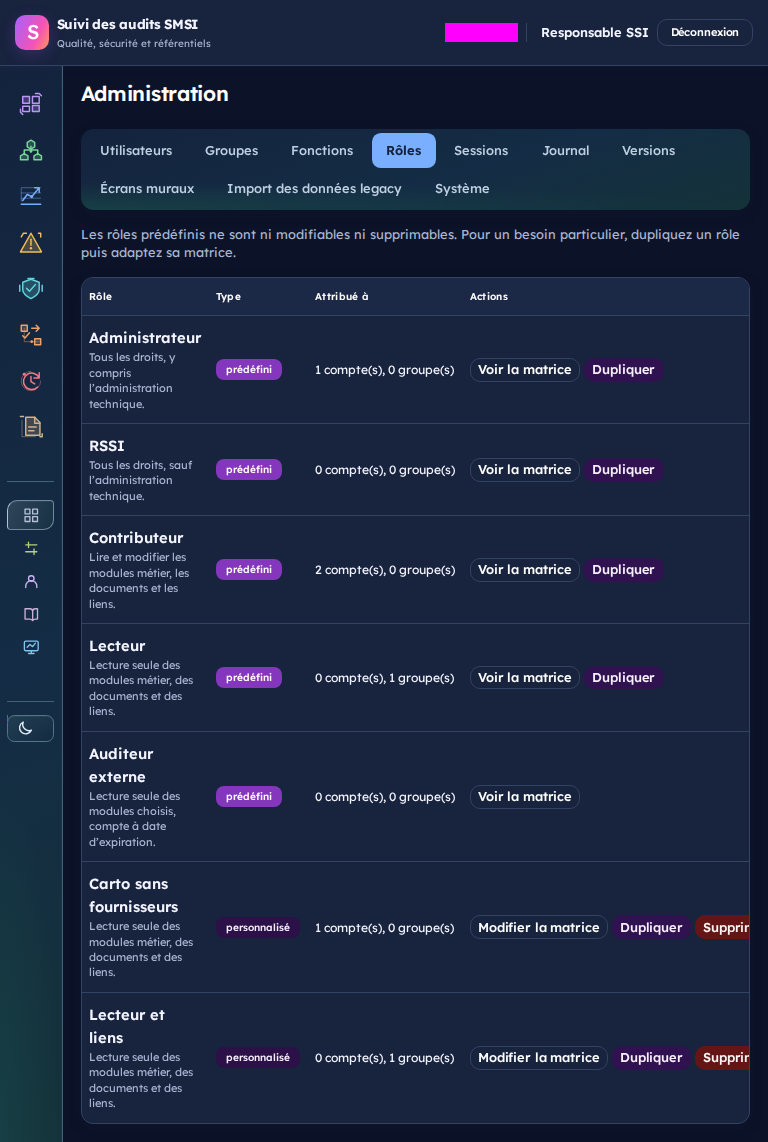 S
Suivi des audits SMSI
Qualité, sécurité et référentiels
Responsable SSI
Déconnexion
Administration
Utilisateurs Groupes Fonctions Rôles Sessions Journal Versions
Écrans muraux Import des données legacy Système
Les rôles prédéfinis ne sont ni modifiables ni supprimables. Pour un besoin particulier, dupliquez un rôle
puis adaptez sa matrice.
Rôle Type Attribué à Actions
Administrateur
Tous les droits, y
compris
l’administration
technique.
prédéfini 1 compte(s), 0 groupe(s) Voir la matrice Dupliquer
RSSI
Tous les droits, sauf
l’administration
technique.
prédéfini 0 compte(s), 0 groupe(s) Voir la matrice Dupliquer
Contributeur
Lire et modifier les
modules métier, les
documents et les
liens.
prédéfini 2 compte(s), 0 groupe(s) Voir la matrice Dupliquer
Lecteur
Lecture seule des
modules métier, des
documents et des
liens.
prédéfini 0 compte(s), 1 groupe(s) Voir la matrice Dupliquer
Auditeur
externe
Lecture seule des
modules choisis,
compte à date
d’expiration.
prédéfini 0 compte(s), 0 groupe(s) Voir la matrice
Carto sans
fournisseurs
Lecture seule des
modules métier, des
documents et des
liens.
personnalisé 1 compte(s), 0 groupe(s) Modifier la matrice Dupliquer Supprir
Lecteur et
liens
Lecture seule des
modules métier, des
documents et des
liens.
personnalisé 0 compte(s), 1 groupe(s) Modifier la matrice Dupliquer Supprir